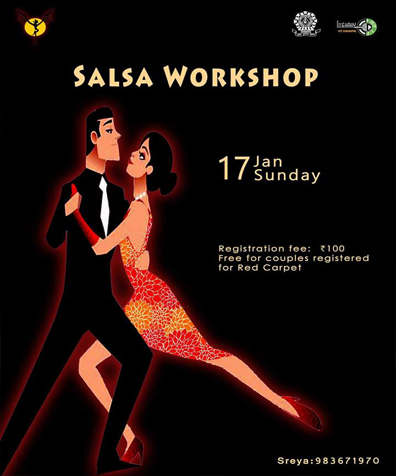 SALSA WORKSHOP
17 Jan
Sunday
Registration fee: ₹100
Free for couples registered
for Red Carpet
Sreya:983671970